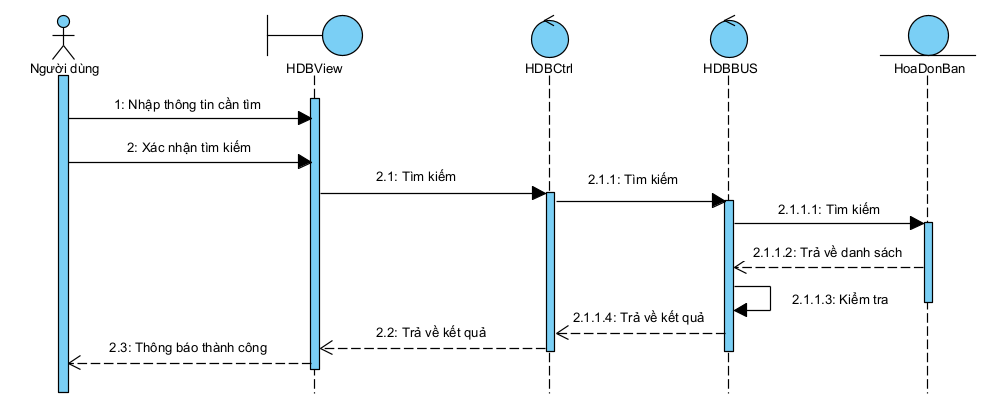 Người dùng
HDBView
HDBCtrl
HDBBUS
HoaDonBan
1: Nhập thông tin cần tìm
2: Xác nhận tìm kiếm
2.1: Tìm kiếm
2.1.1: Tìm kiếm
2.1.1.1: Tìm kiếm
2.1.1.2: Trả về danh sách
2.1.1.3: Kiểm tra
2.1.1.4: Trả về kết quả
2.2: Trả về kết quả
2.3: Thông báo thành công